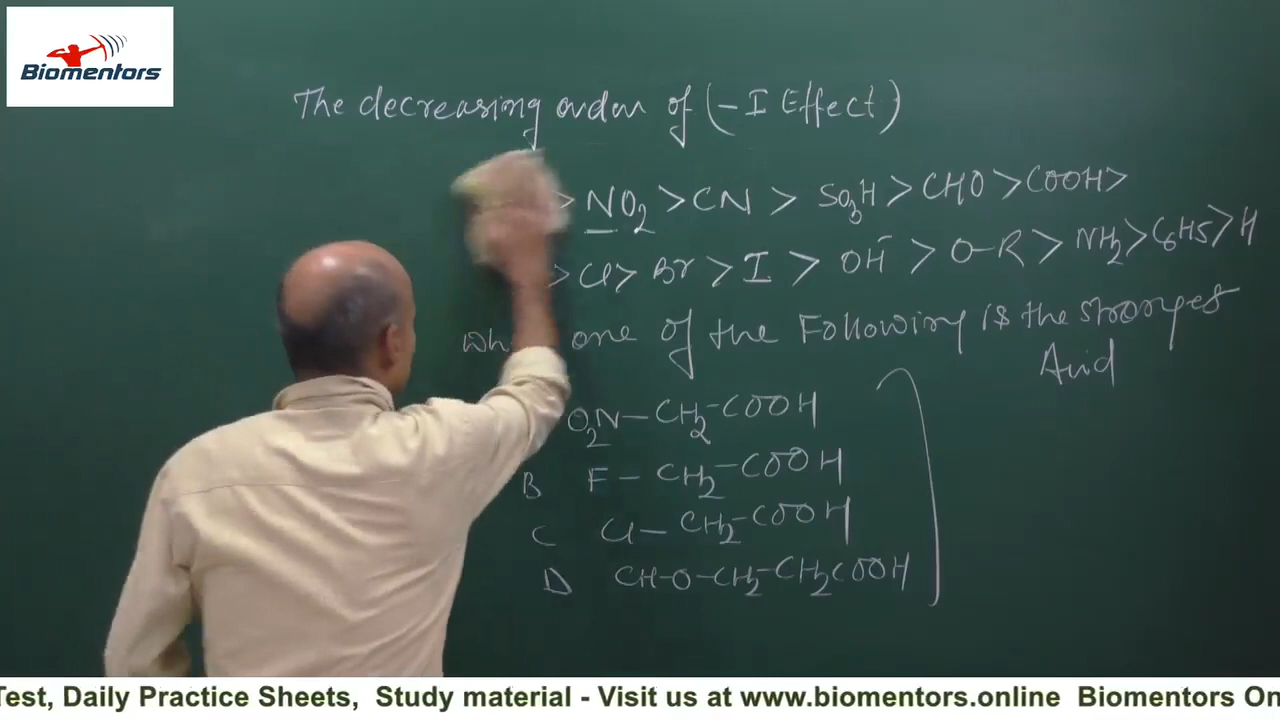 Biomentors
The decreasing order of (-I Effect)
> NO2 > CN > SO3H > CHO > COOH >
> Cl > Br > I > OH > O-R > NH2 > C6H5 > H
Wh one of the Following is the strongest
Acid
O2N-CH2-COOH
B F-CH2-COOH
C Cl-CH2-COOH
D CH-O-CH2-CH2COOH
Test, Daily Practice Sheets, Study material - Visit us at www.biomentors.online Biomentors On